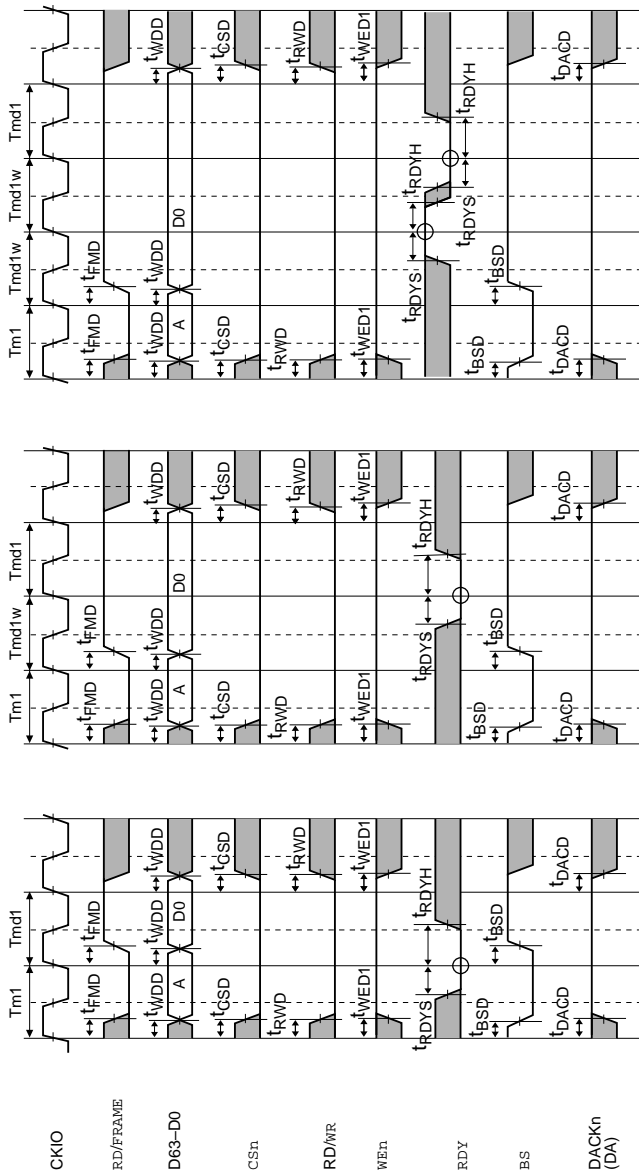 Tm1 Tmd1 Tm1 Tmd1w Tmd1 Tm1 Tmd1w Tmd1w Tmd1
CKIO
tFMD tFMD tFMD tFMD tFMD tFMD
RD/FRAME
tWDD tWDD tWDD tWDD tWDD tWDD tWDD tWDD tWDD
D63–D0 A D0 A D0 A D0
tCSD tCSD tCSD tCSD tCSD tCSD
CSn
tRWD tRWD tRWD tRWD tRWD tRWD
RD/WR
tWED1 tWED1 tWED1 tWED1 tWED1 tWED1
WEn
tRDYS tRDYH tRDYS tRDYH tRDYS tRDYH
RDY
tRDYS tRDYH
tBSD tBSD tBSD tBSD tBSD tBSD
BS
tDACD tDACD tDACD tDACD tDACD tDACD
DACKn
(DA)